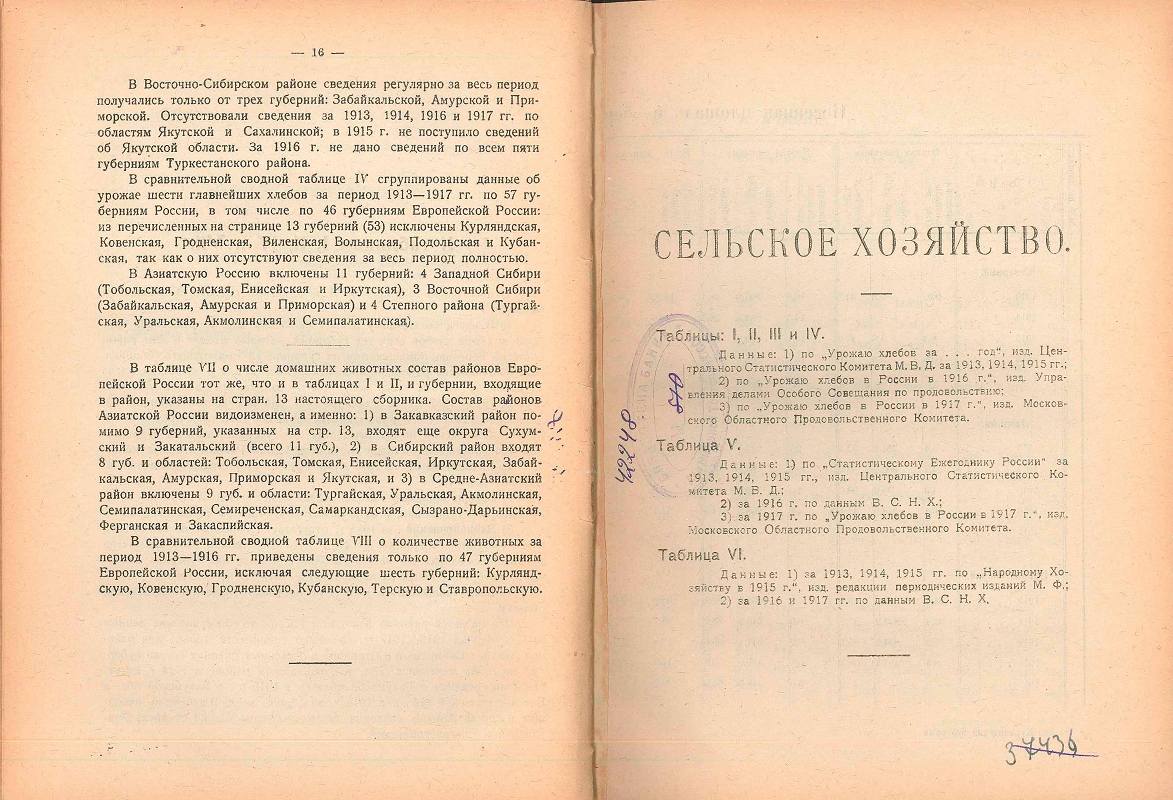 — 16 —
В Восточно-Сибирском районе сведения регулярно за весь период
получались только от трех губерний: Забайкальской, Амурской и При-
морской. Отсутствовали сведения за 1913, 1914, 1916 и 1917 гг. по
областям Якутской и Сахалинской; в 1915 г. не поступило сведений
об Якутской области. За 1916 г. не дано сведений по всем пяти
губерниям Туркестанского района.
В сравнительной сводной таблице IV сгруппированы данные об
урожае шести главнейших хлебов за период 1913—1917 гг. по 57 гу-
берниям России, в том числе по 46 губерниям Европейской России:
из перечисленных на странице 13 губерний (53) исключены Курляндская,
Ковенская, Гродненская, Виленская, Волынская, Подольская и Кубан-
ская, так как о них отсутствуют сведения за весь период полностью.
В Азиатскую Россию включены 11 губерний: 4 Западной Сибири
(Тобольская, Томская, Енисейская и Иркутская), 3 Восточной Сибири
(Забайкальская, Амурская и Приморская) и 4 Степного района (Тургай-
ская, Уральская, Акмолинская и Семипалатинская).
В таблице VII о числе домашних животных состав районов Евро-
пейской России тот же, что и в таблицах I и II, и губернии, входящие
в район, указаны на стран. 13 настоящего сборника. Состав районов
Азиатской России видоизменен, а именно: 1) в Закавказский район по-
мимо 9 губерний, указанных на стр. 13, входят еще округа Сухум-
ский и Закатальский (всего 11 губ.), 2) в Сибирский район входят
8 губ. и областей: Тобольская, Томская, Енисейская, Иркутская, Забай-
кальская, Амурская, Приморская и Якутская, и 3) в Средне-Азиатский
район включены 9 губ. и области: Тургайская, Уральская, Акмолинская,
Семипалатинская, Семиреченская, Самаркандская, Сызрано-Дарьинская,
Ферганская и Закаспийская.
В сравнительной сводной таблице VIII о количестве животных за
период 1913—1916 гг. приведены сведения только по 47 губерниям
Европейской России, исключая следующие шесть губерний: Курлянд-
скую, Ковенскую, Гродненскую, Кубанскую, Терскую и Ставропольскую.
СЕЛЬСКОЕ ХОЗЯЙСТВО.
Таблицы: I, II, III и IV.
Данные: 1) по „Урожаю хлебов за . . . год“, изд. Цен-
трального Статистического Комитета М. В. Д. за 1913, 1914, 1915 гг.;
2) по „Урожаю хлебов в России в 1916 г.“, изд. Упра-
вления делами Особого Совещания по продовольствию;
3) по „Урожаю хлебов в России в 1917 г.“, изд. Москов-
ского Областного Продовольственного Комитета.
Таблица V.
Данные: 1) по „Статистическому Ежегоднику России“ за
1913, 1914, 1915 гг., изд. Центрального Статистического Ко-
митета М. В. Д.;
2) за 1916 г. по данным В. С. Н. Х.;
3) за 1917 г. по „Урожаю хлебов в России в 1917 г.“, изд.
Московского Областного Продовольственного Комитета.
Таблица VI.
Данные: 1) за 1913, 1914, 1915 гг. по „Народному Хо-
зяйству в 1915 г.“, изд. редакции периодических изданий М. Ф.;
2) за 1916 и 1917 гг. по данным В. С. Н. Х.
42248
37436